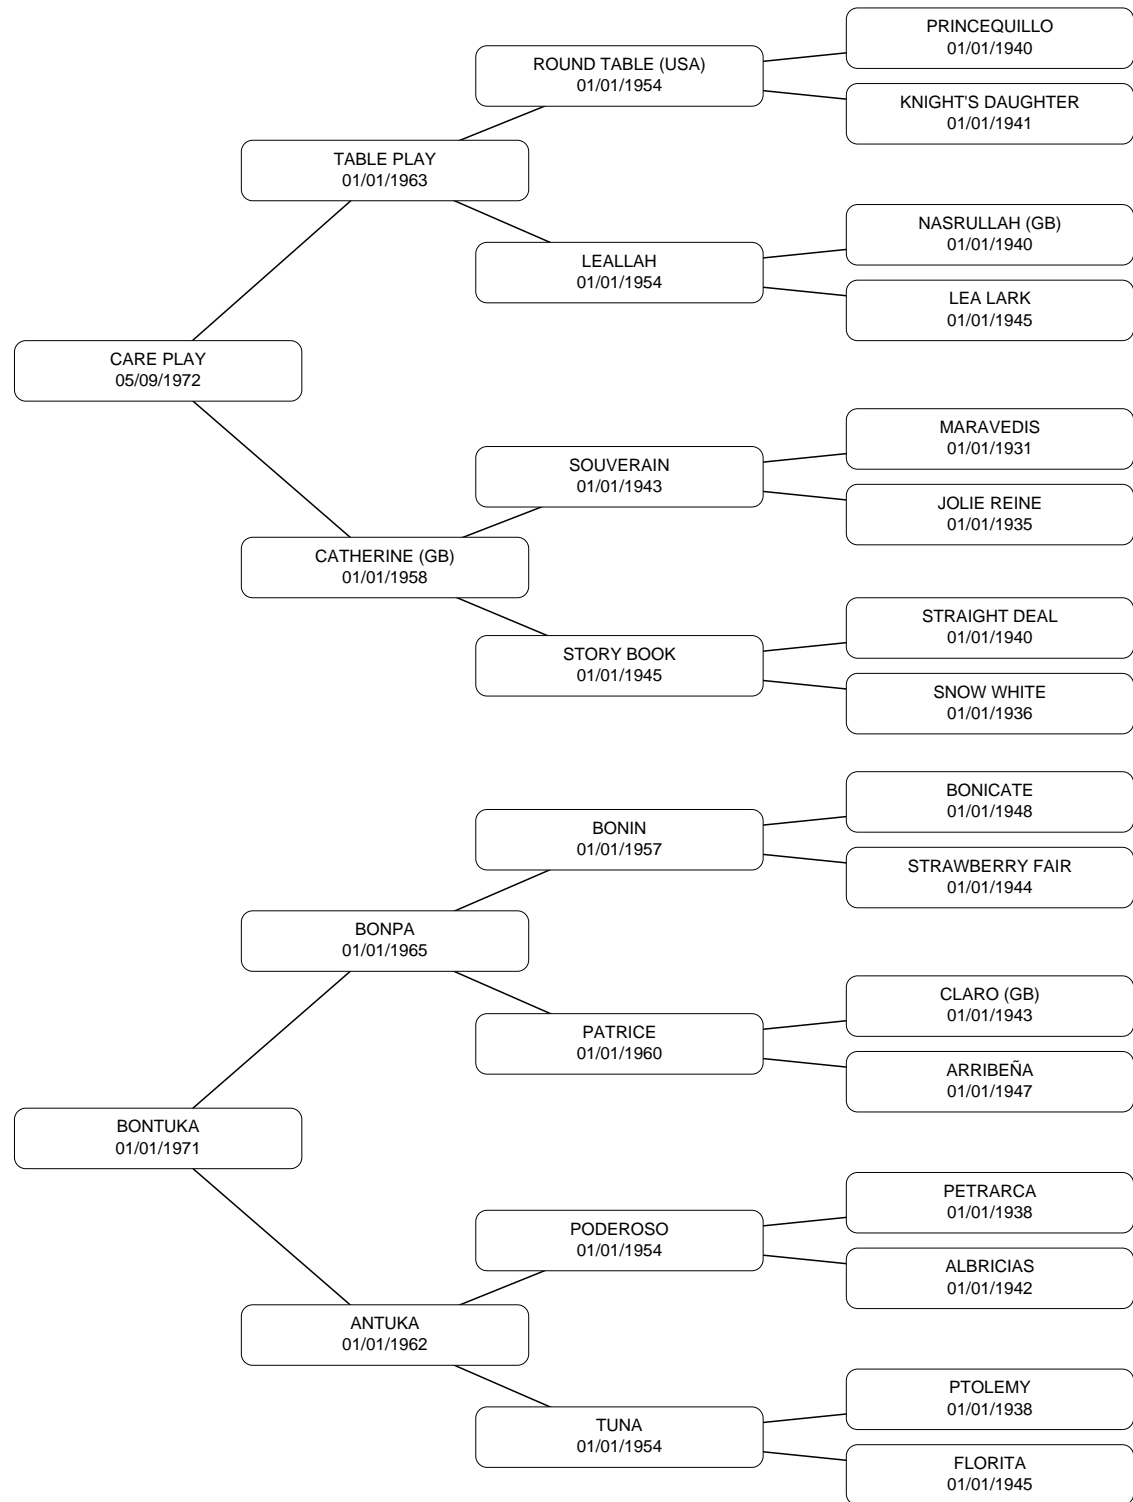 PRINCEQUILLO
01/01/1940
ROUND TABLE (USA)
01/01/1954
KNIGHT'S DAUGHTER
01/01/1941
TABLE PLAY
01/01/1963
NASRULLAH (GB)
01/01/1940
LEALLAH
01/01/1954
LEA LARK
01/01/1945
CARE PLAY
05/09/1972
MARAVEDIS
01/01/1931
SOUVERAIN
01/01/1943
JOLIE REINE
01/01/1935
CATHERINE (GB)
01/01/1958
STRAIGHT DEAL
01/01/1940
STORY BOOK
01/01/1945
SNOW WHITE
01/01/1936
BONICATE
01/01/1948
BONIN
01/01/1957
STRAWBERRY FAIR
01/01/1944
BONPA
01/01/1965
CLARO (GB)
01/01/1943
PATRICE
01/01/1960
ARRIBEÑA
01/01/1947
BONTUKA
01/01/1971
PETRARCA
01/01/1938
PODEROSO
01/01/1954
ALBRICIAS
01/01/1942
ANTUKA
01/01/1962
PTOLEMY
01/01/1938
TUNA
01/01/1954
FLORITA
01/01/1945